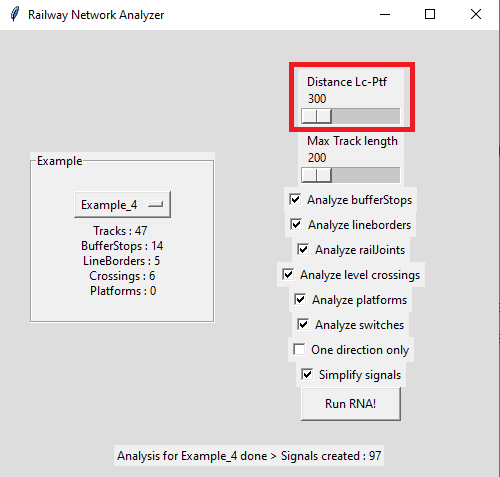 Railway Network Analyzer
Distance Lc-Ptf
300
Max Track length
200
Example
Example_4
Tracks : 47
BufferStops : 14
LineBorders : 5
Crossings : 6
Platforms : 0
Analyze bufferStops
Analyze lineborders
Analyze railJoints
Analyze level crossings
Analyze platforms
Analyze switches
One direction only
Simplify signals
Run RNA!
Analysis for Example_4 done > Signals created : 97